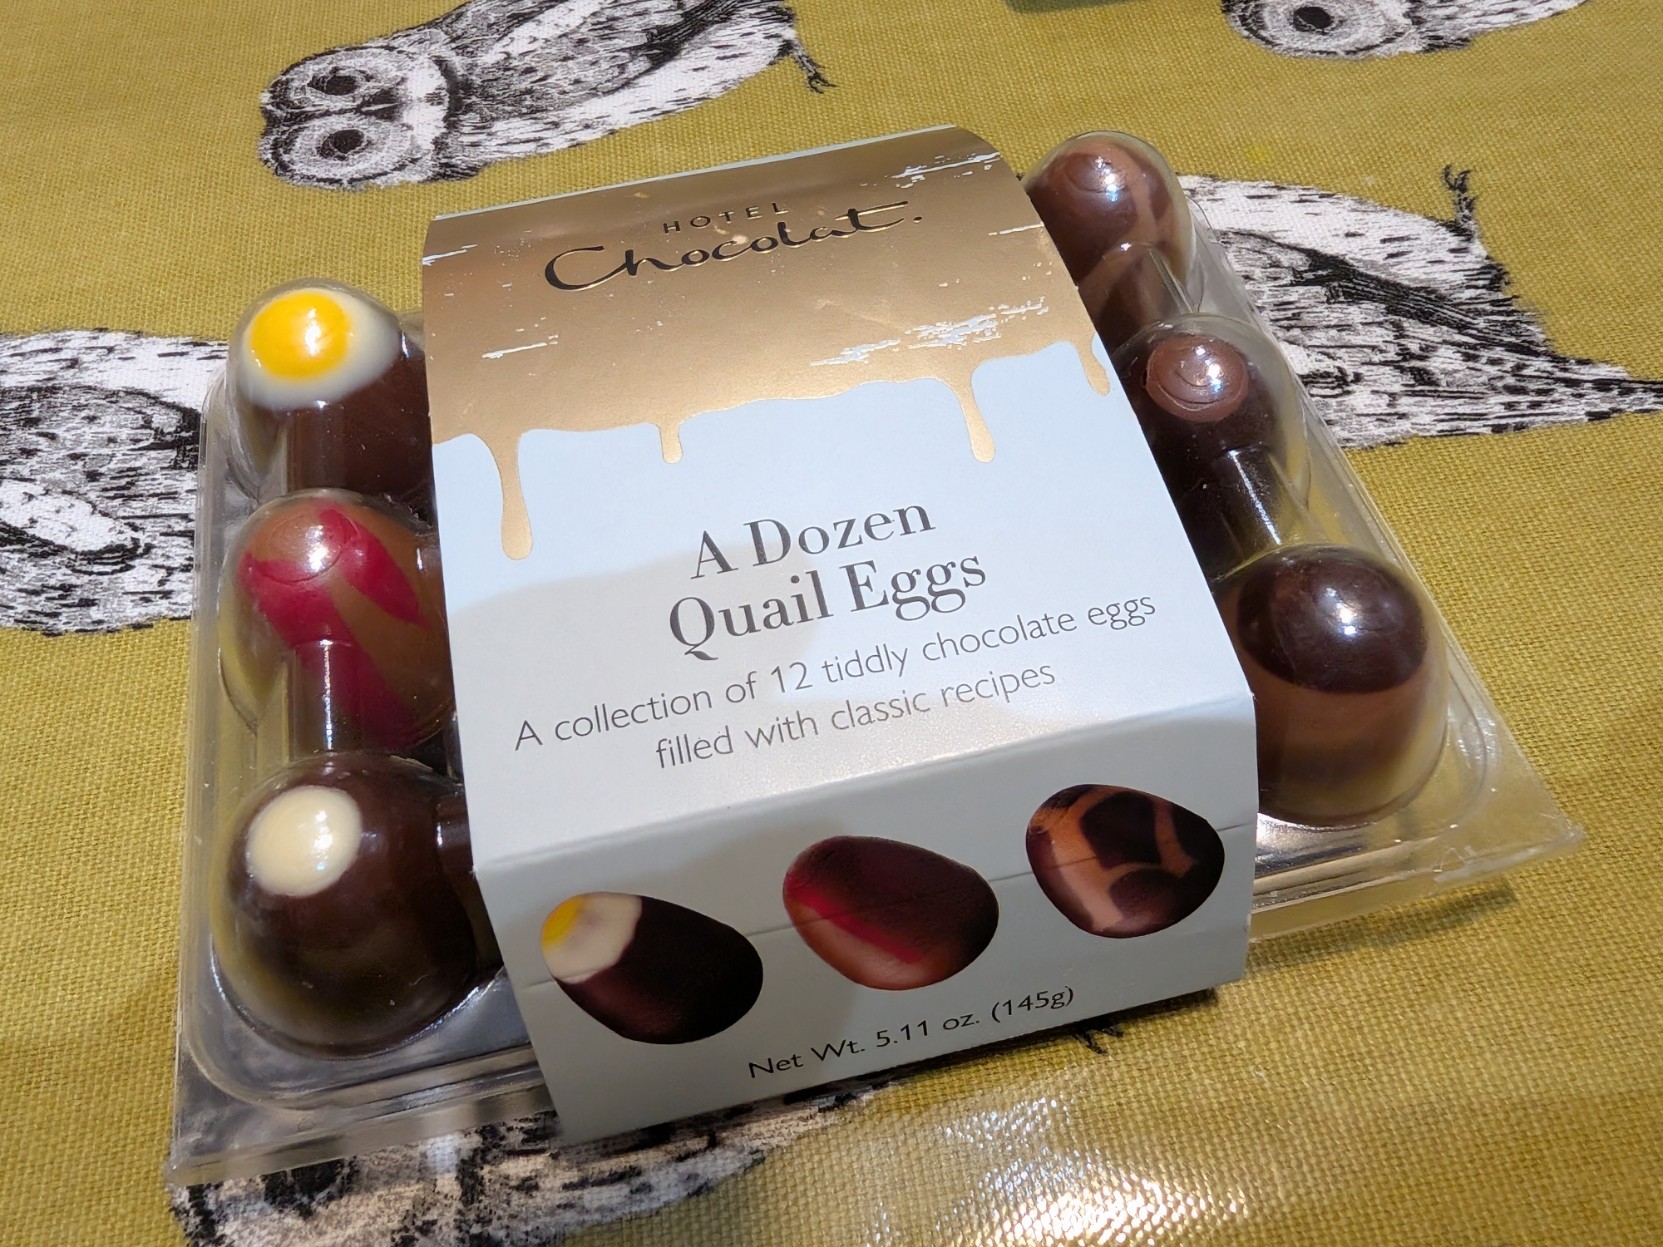 HOTEL
Chocolat.
A Dozen
Quail Eggs
A collection of 12 tiddly chocolate eggs
filled with classic recipes
Net Wt. 5.11 oz. (145g)